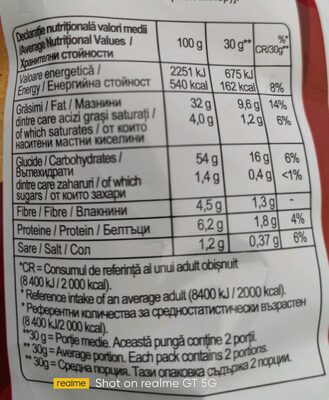 Declarație nutrițională valori medii
/Average Nutritional Values /
Хранителни стойности
100 g 30 g** %* CR/30g**
Valoare energetică /
Energy / Енергийна стойност
2251 kJ 675 kJ
540 kcal 162 kcal 8%
Grăsimi / Fat / Мазнини 32 g 9,6 g 14%
dintre care acizi grași saturați / 4,0 g 1,2 g 6%
of which saturates / от които
наситени мастни киселини
Glucide / Carbohydrates / 54 g 16 g 6%
Въглехидрати
dintre care zaharuri / of which 1,4 g 0,4 g <1%
sugars / от които захари
Fibre / Fibre / Влакнини 4,5 g 1,3 g -
Proteine / Protein / Белтъци 6,2 g 1,8 g 4%
Sare / Salt / Сол 1,2 g 0,37 g 6%
*CR = Consumul de referință al unui adult obișnuit
(8 400 kJ / 2 000 kcal).
* Reference intake of an average adult (8400 kJ / 2000 kcal).
* Референтни количества за средностатистически възрастен
(8 400 kJ/2 000 kcal).
**30 g = Porție medie. Această pungă conține 2 porții.
** 30g = Average portion. Each pack contains 2 portions.
** 30g = Средна порция. Тази опаковка съдържа 2 порции.
realme Shot on realme GT 5G